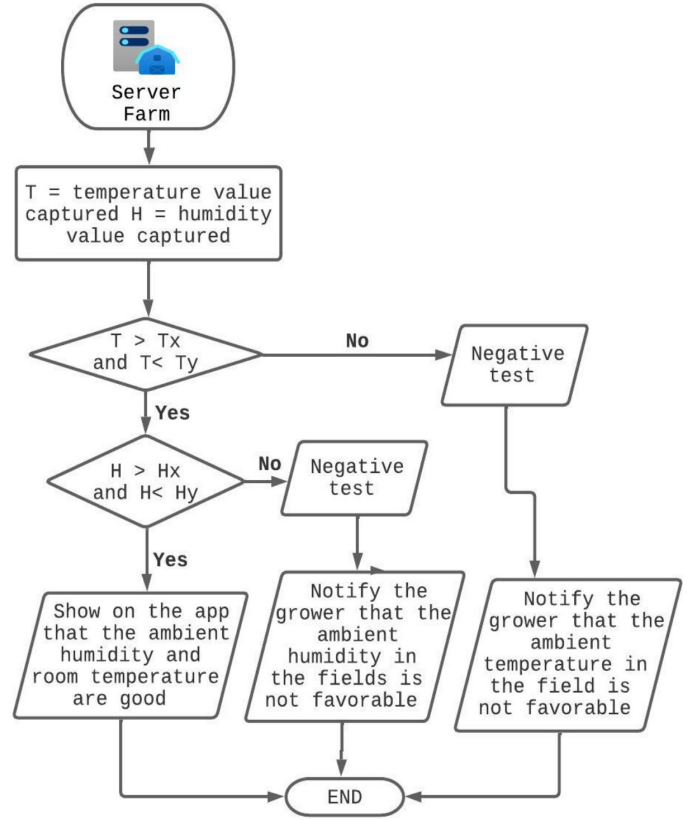 Server
Farm
T = temperature value
captured H = humidity
value captured
T > Tx
and T< Ty
No
Negative
test
Yes
H > Hx
and H< Hy
No
Negative
test
Yes
Show on the app
that the ambient
humidity and
room temperature
are good
Notify the
grower that the
ambient
humidity in
the fields is
not favorable
Notify the
grower that the
ambient
temperature in
the field is
not favorable
END